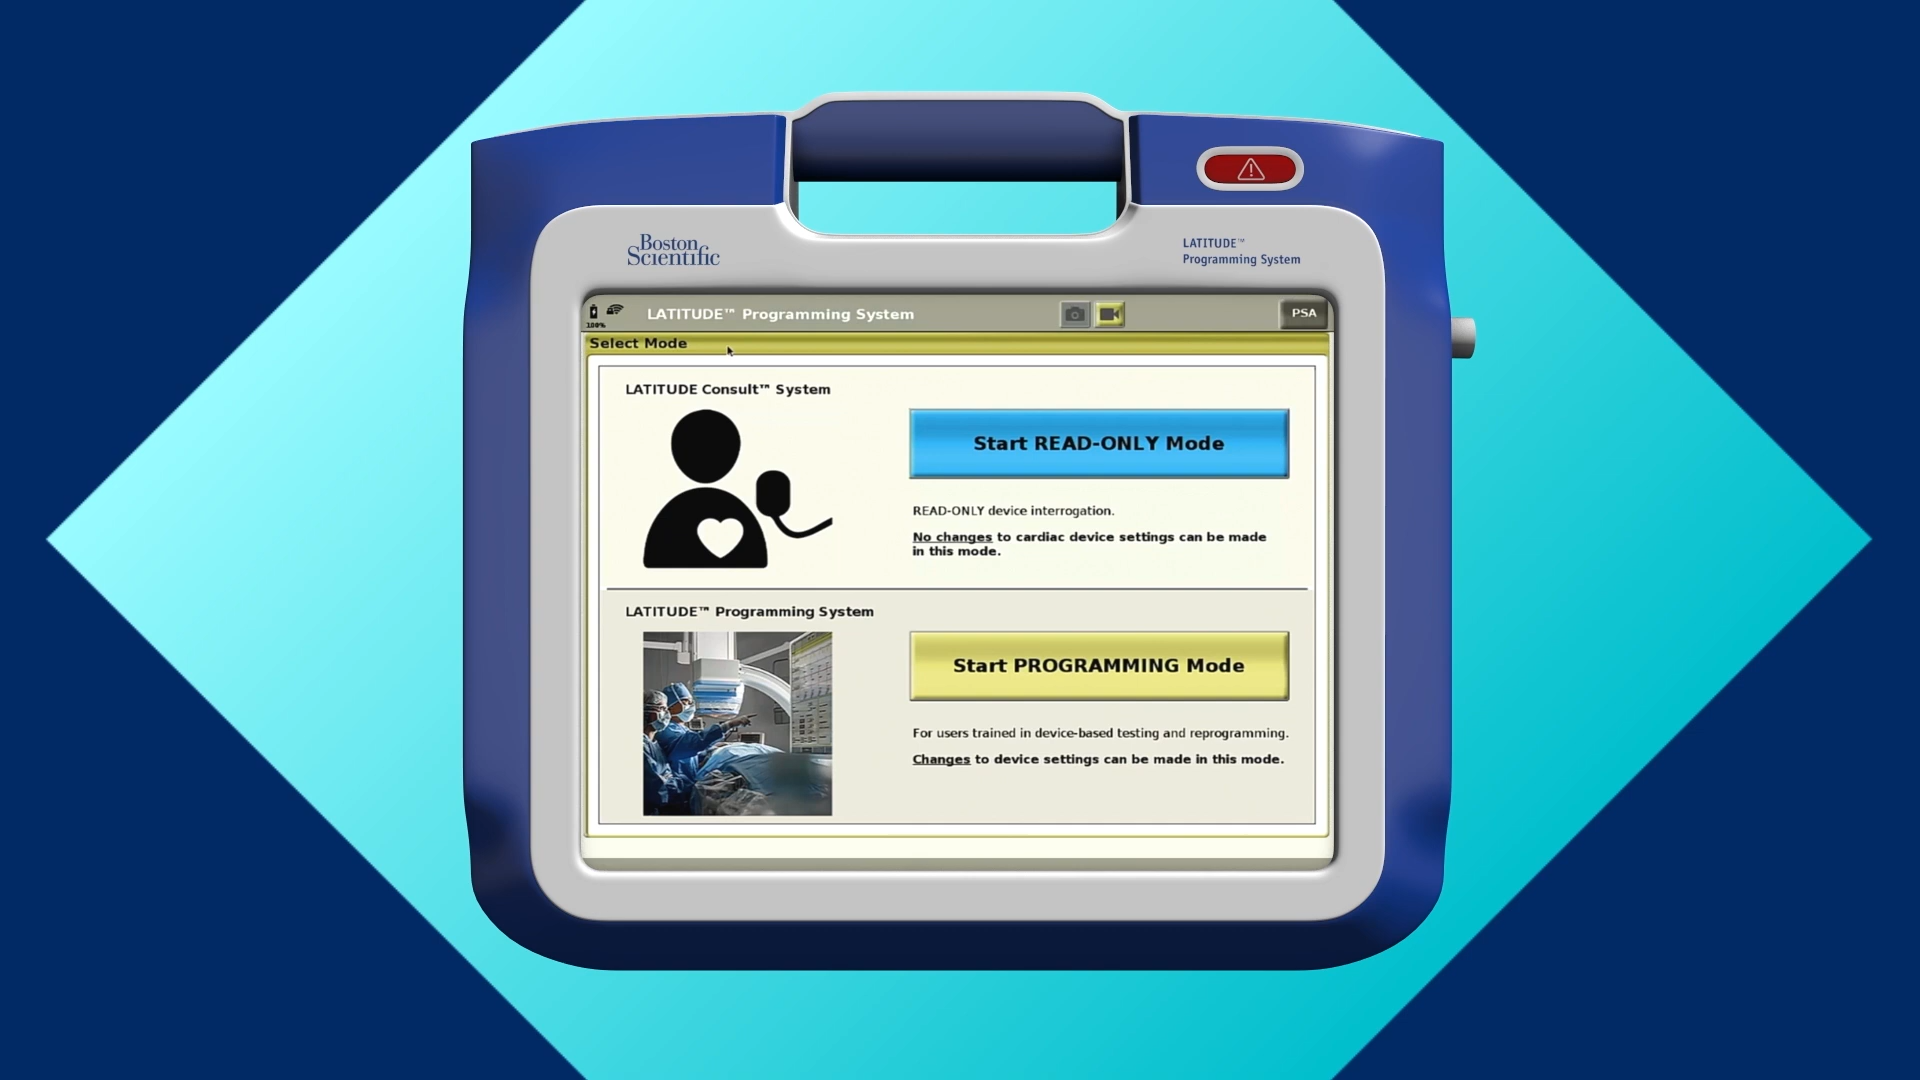 Boston
Scientific
LATITUDE™
Programming System
100%
LATITUDE™ Programming System
PSA
Select Mode
LATITUDE Consult™ System
Start READ-ONLY Mode
READ-ONLY device interrogation.
No changes to cardiac device settings can be made
in this mode.
LATITUDE™ Programming System
Start PROGRAMMING Mode
For users trained in device-based testing and reprogramming.
Changes to device settings can be made in this mode.